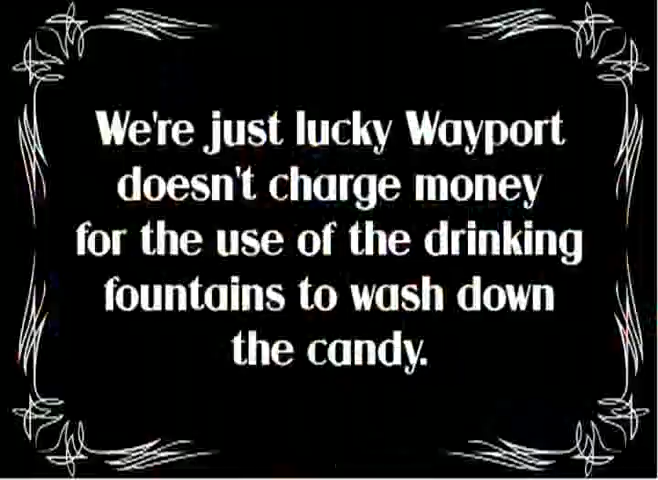 We're just lucky Wayport
doesn't charge money
for the use of the drinking
fountains to wash down
the candy.